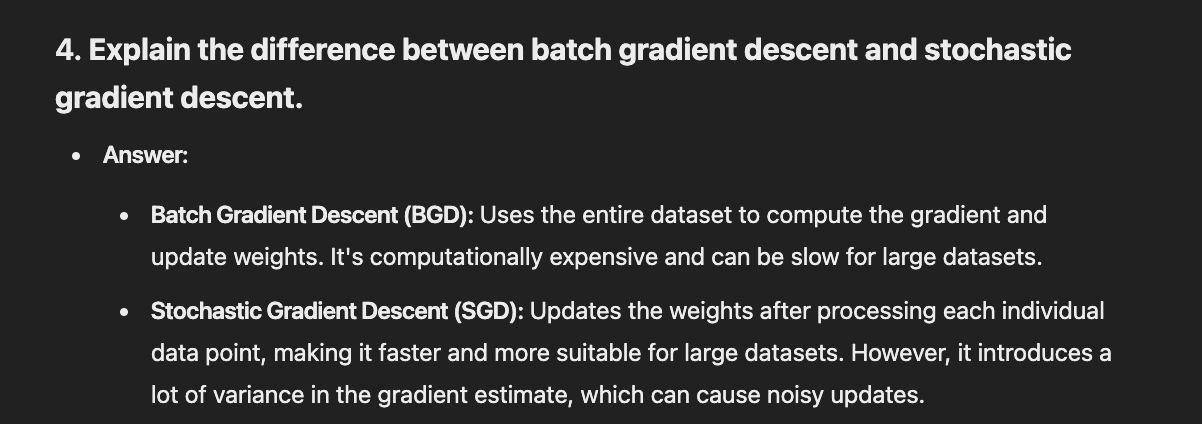 4. Explain the difference between batch gradient descent and stochastic
gradient descent.
• Answer:
• Batch Gradient Descent (BGD): Uses the entire dataset to compute the gradient and
update weights. It's computationally expensive and can be slow for large datasets.
• Stochastic Gradient Descent (SGD): Updates the weights after processing each individual
data point, making it faster and more suitable for large datasets. However, it introduces a
lot of variance in the gradient estimate, which can cause noisy updates.